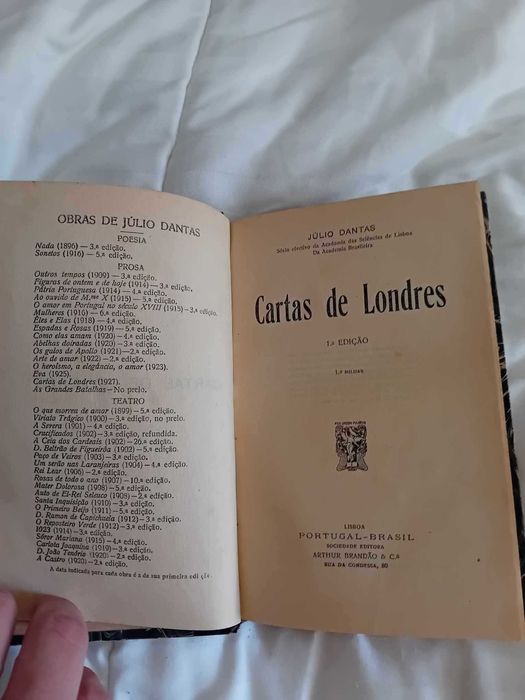 OBRAS DE JÚLIO DANTAS
POESIA
Nada (1896) — 3.ª edição.
Sonetos (1916) — 5.ª edição.
PROSA
Outros tempos (1909) — 3.ª edição.
Figuras de ontem e de hoje (1914) — 3.ª edição.
Pátria Portuguesa (1914) — 4.ª edição.
Ao ouvido de M.me X (1915) — 5.ª edição.
O amor em Portugal no século XVIII (1915) — 3.ª edição.
Mulheres (1916) — 6.ª edição.
Êles e Elas (1918) — 4.ª edição.
Espadas e Rosas (1919) — 5.ª edição.
Como elas amam (1920) — 4.ª edição.
Abelhas doiradas (1920) — 3.ª edição.
Os galos de Apolo (1921) — 2.ª edição.
Arte de amar (1922) — 2.ª edição.
O heroísmo, a elegância, o amor (1923).
Eva (1925).
Cartas de Londres (1927).
As Grandes Batalhas — No prelo.
TEATRO
O que morreu de amor (1899) — 5.ª edição.
Viriato Trágico (1900) — 3.ª edição, no prelo.
A Severa (1901) — 4.ª edição.
Crucificados (1902) — 3.ª edição, refundida.
A Ceia dos Cardeais (1902) — 26.ª edição.
D. Beltrão de Figueirôa (1902) — 5.ª edição.
Paço de Veiros (1903) — 3.ª edição.
Um serão nas Laranjeiras (1904) — 4.ª edição.
Rei Lear (1906) — 2.ª edição.
Rosas de todo o ano (1907) — 10.ª edição.
Mater Dolorosa (1908) — 5.ª edição.
Auto de El-Rei Seleuco (1908) — 2.ª edição.
Santa Inquisição (1910) — 3.ª edição.
O Primeiro Beijo (1911) — 5.ª edição.
D. Ramon de Capichuela (1912) — 3.ª edição.
O Reposteiro Verde (1912) — 3.ª edição.
1023 (1914) — 3.ª edição.
Sóror Mariana (1915) — 4.ª edição.
Carlota Joaquina (1919) — 3.ª edição.
D. João Tenório (1920) — 2.ª edição.
A Castro (1920) — 2.ª edição.
A data indicada para cada obra é a da sua primeira edição.
JÚLIO DANTAS
Sócio efectivo da Academia das Sciências de Lisboa
Da Academia Brasileira
Cartas de Londres
1.ª EDIÇÃO
1.º MILHAR
LISBOA
PORTUGAL-BRASIL
SOCIEDADE EDITORA
ARTHUR BRANDÃO & C.ª
RUA DA CONDESSA, 80